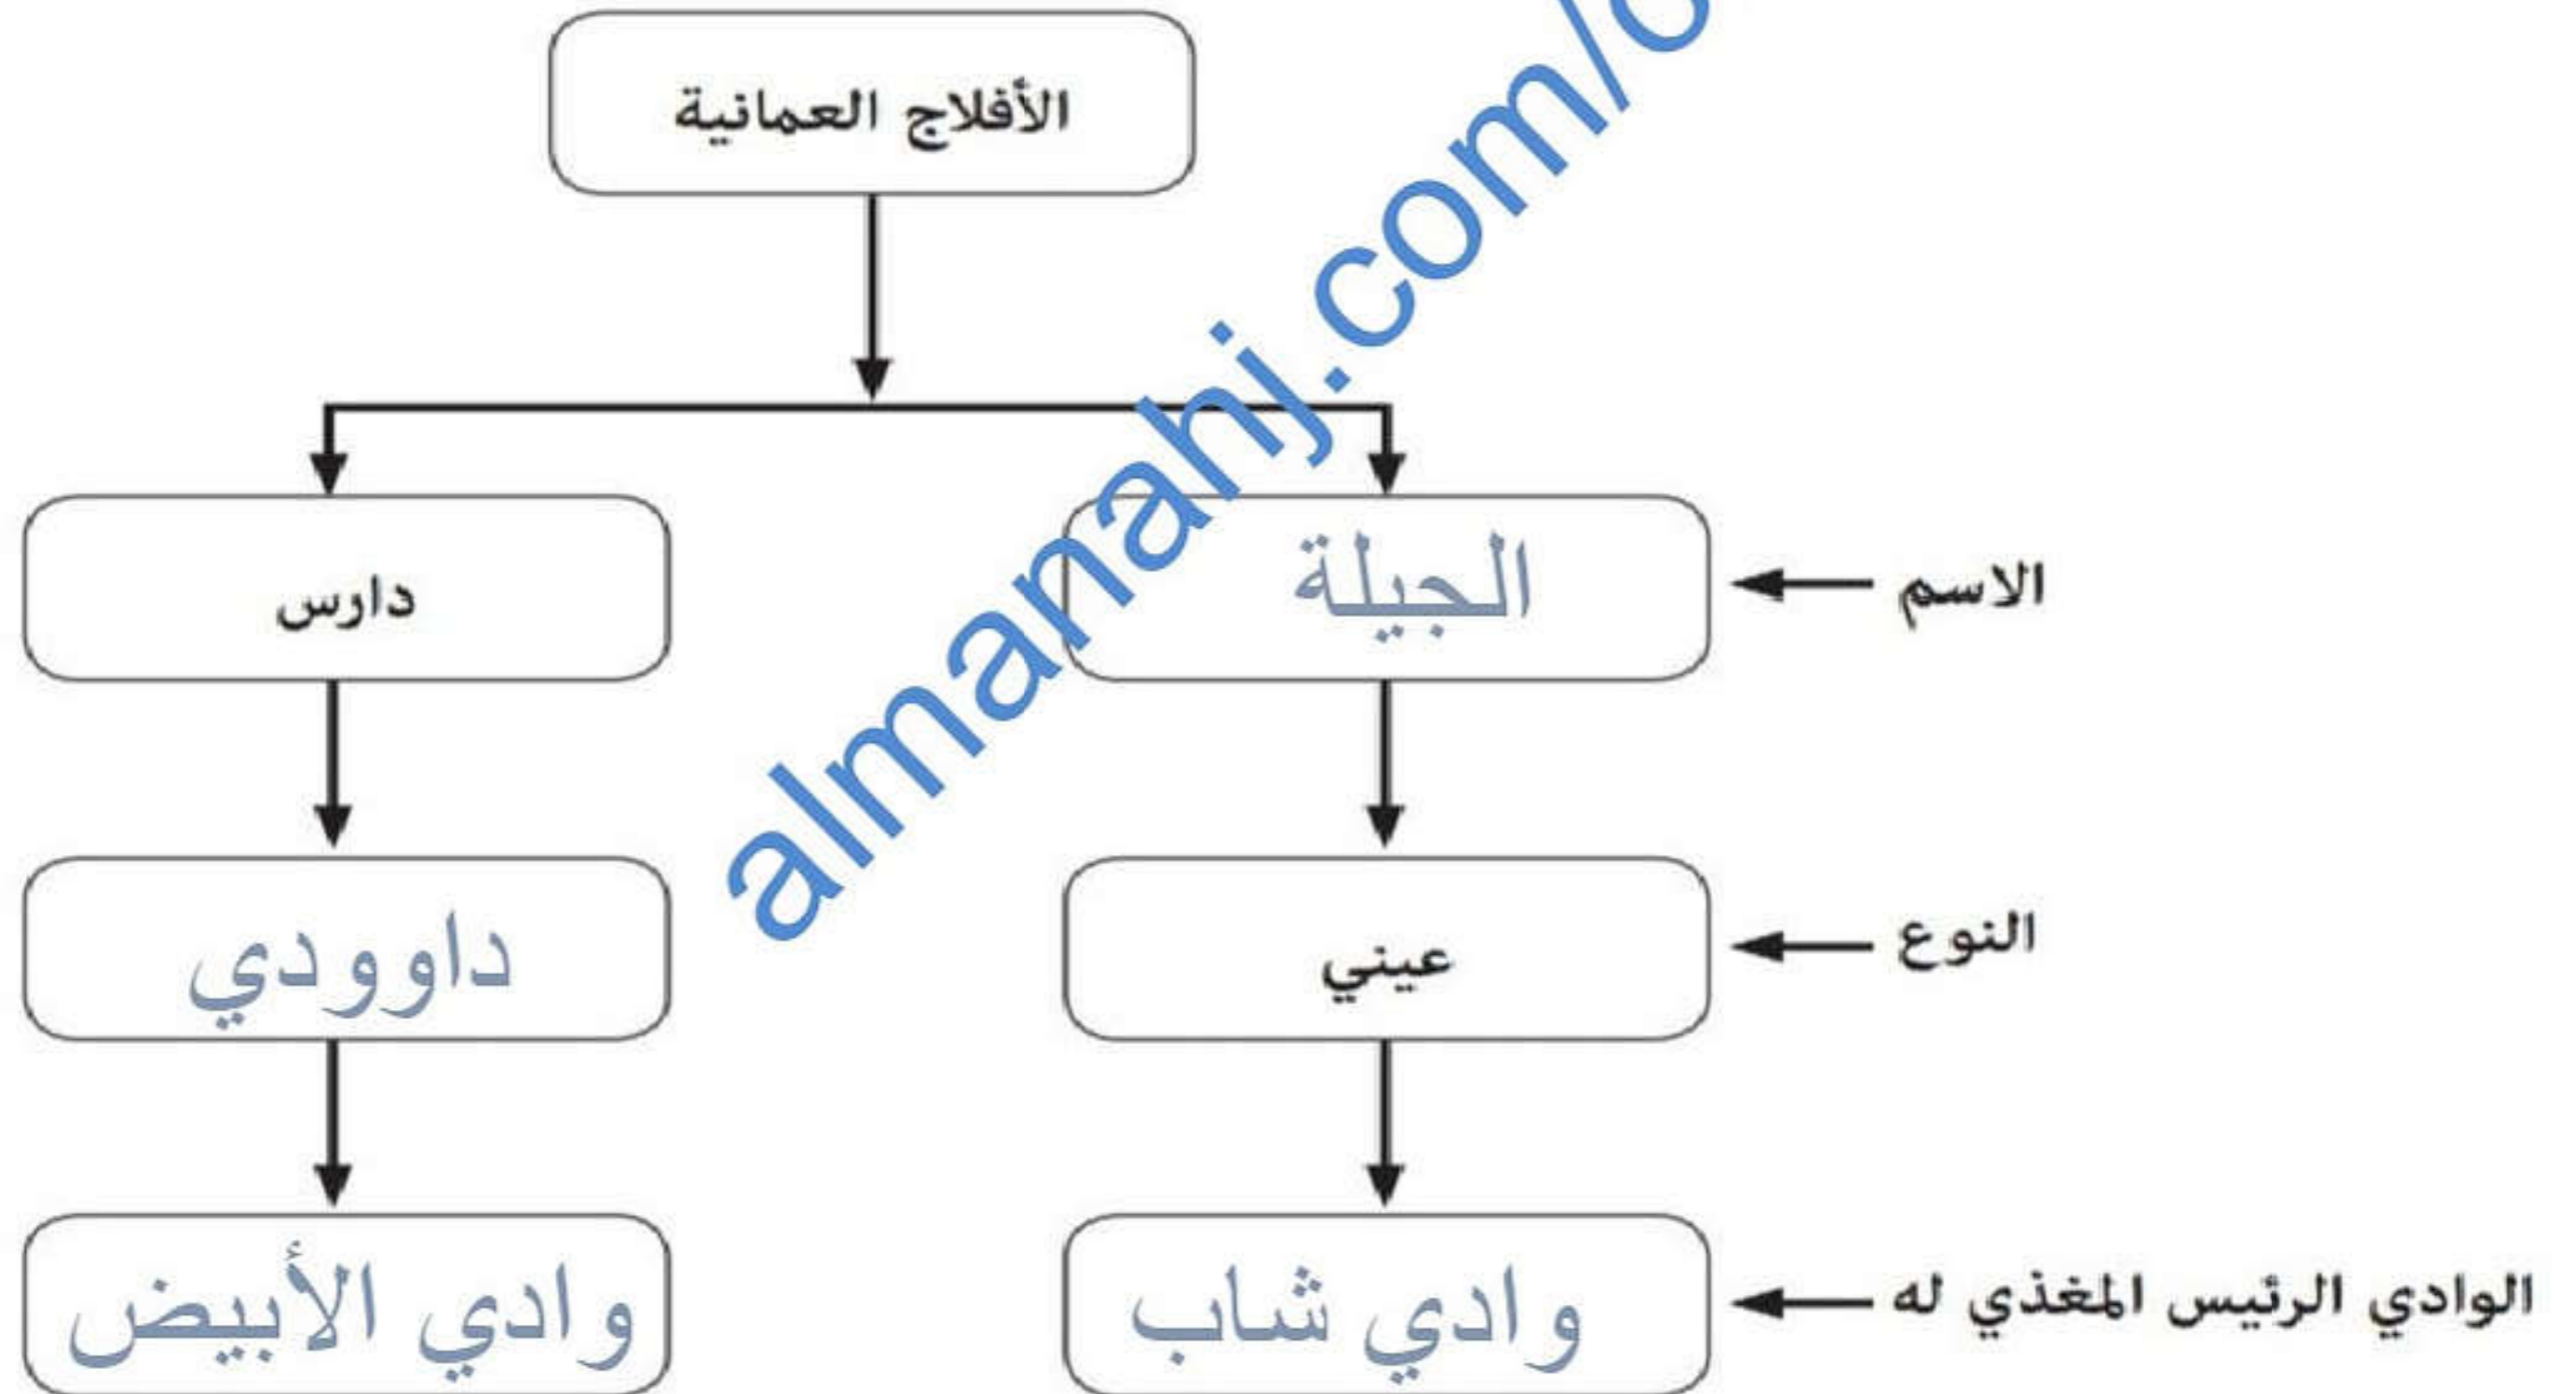 الأفلاج العمانية
الاسم
الجيلة
دارس
النوع
عيني
داوودي
الوادي الرئيس المغذي له
وادي شاب
وادي الأبيض
almanahj.com/o